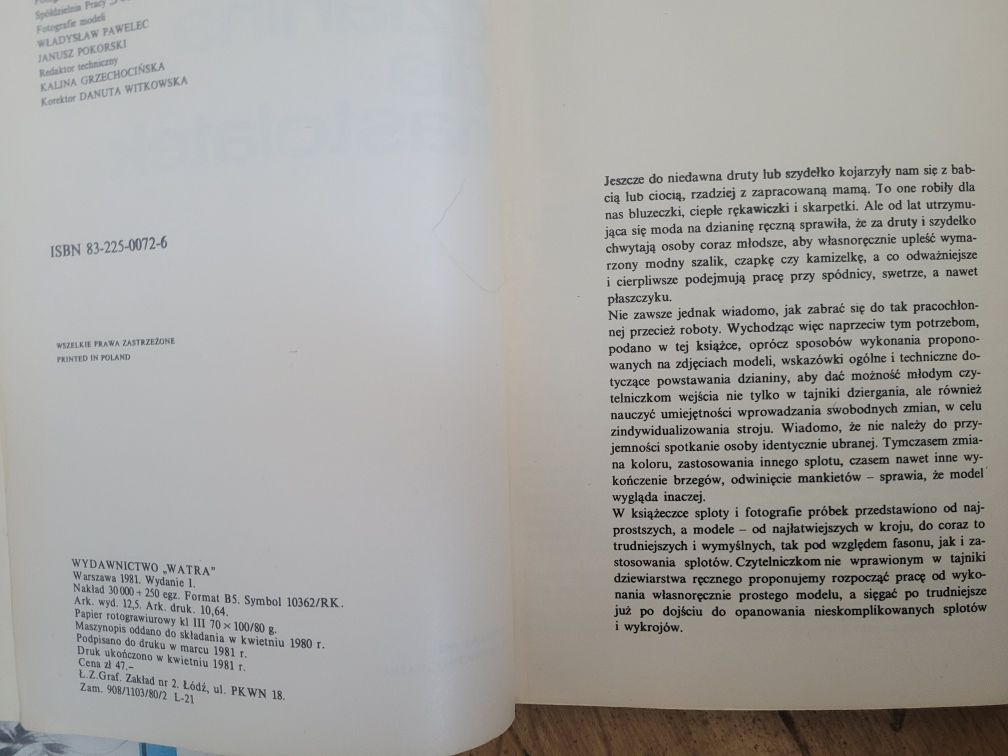 Spółdzielnia Pracy
Fotografie modeli
WŁADYSŁAW PAWELEC
JANUSZ POKORSKI
Redaktor techniczny
KALINA GRZECHOCIŃSKA
Korektor DANUTA WITKOWSKA
ISBN 83-225-0072-6
WSZELKIE PRAWA ZASTRZEŻONE
PRINTED IN POLAND
WYDAWNICTWO „WATRA”
Warszawa 1981. Wydanie I.
Nakład 30 000 + 250 egz. Format B5. Symbol 10362/RK.
Ark. wyd. 12,5. Ark. druk. 10,64.
Papier rotograwiurowy kl III 70 × 100/80 g.
Maszynopis oddano do składania w kwietniu 1980 r.
Podpisano do druku w marcu 1981 r.
Druk ukończono w kwietniu 1981 r.
Cena zł 47.–
Ł.Z.Graf. Zakład nr 2. Łódź, ul. PKWN 18.
Zam. 908/1103/80/2 L-21
Jeszcze do niedawna druty lub szydełko kojarzyły nam się z bab-
cią lub ciocią, rzadziej z zapracowaną mamą. To one robiły dla
nas bluzeczki, ciepłe rękawiczki i skarpetki. Ale od lat utrzymu-
jąca się moda na dzianinę ręczną sprawiła, że za druty i szydełko
chwytają osoby coraz młodsze, aby własnoręcznie upleść wyma-
rzony modny szalik, czapkę czy kamizelkę, a co odważniejsze
i cierpliwsze podejmują pracę przy spódnicy, swetrze, a nawet
płaszczyku.
Nie zawsze jednak wiadomo, jak zabrać się do tak pracochłon-
nej przecież roboty. Wychodząc więc naprzeciw tym potrzebom,
podano w tej książce, oprócz sposobów wykonania propono-
wanych na zdjęciach modeli, wskazówki ogólne i techniczne do-
tyczące powstawania dzianiny, aby dać możność młodym czy-
telniczkom wejścia nie tylko w tajniki dziergania, ale również
nauczyć umiejętności wprowadzania swobodnych zmian, w celu
zindywidualizowania stroju. Wiadomo, że nie należy do przy-
jemności spotkanie osoby identycznie ubranej. Tymczasem zmia-
na koloru, zastosowania innego splotu, czasem nawet inne wy-
kończenie brzegów, odwinięcie mankietów – sprawia, że model
wygląda inaczej.
W książeczce sploty i fotografie próbek przedstawiono od naj-
prostszych, a modele – od najłatwiejszych w kroju, do coraz to
trudniejszych i wymyślnych, tak pod względem fasonu, jak i za-
stosowania splotów. Czytelniczkom nie wprawionym w tajniki
dziewiarstwa ręcznego proponujemy rozpocząć pracę od wyko-
nania własnoręcznie prostego modelu, a sięgać po trudniejsze
już po dojściu do opanowania nieskomplikowanych splotów
i wykrojów.